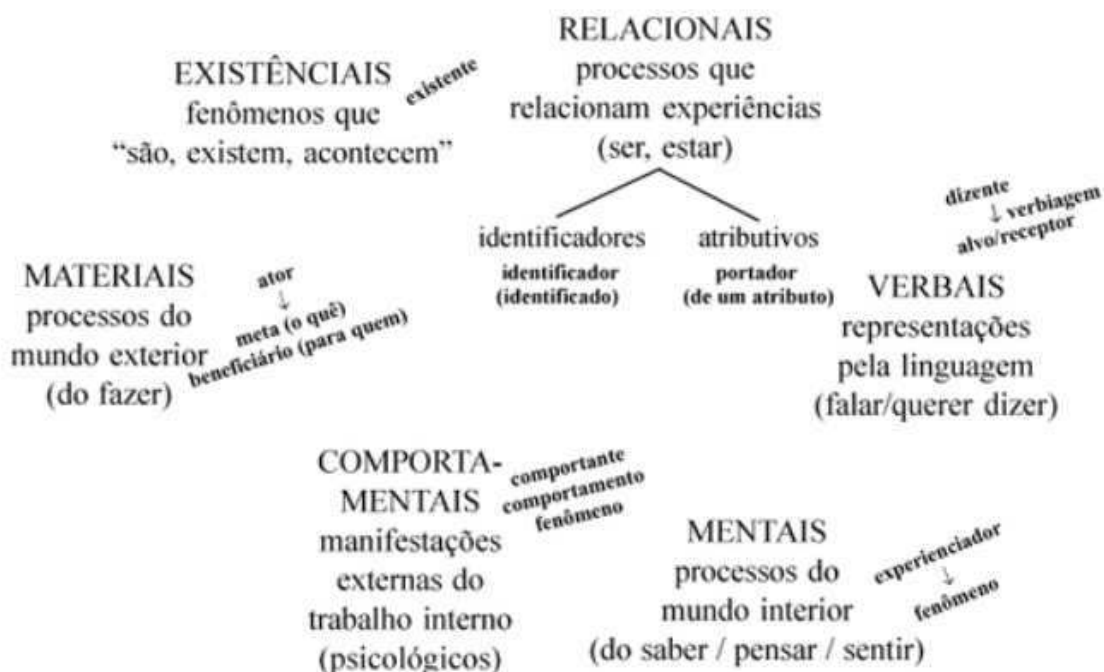 EXISTÊNCIAIS
fenômenos que
“são, existem, acontecem”
existente
RELACIONAIS
processos que
relacionam experiências
(ser, estar)
identificadores
identificador
(identificado)
atributivos
portador
(de um atributo)
MATERIAIS
processos do
mundo exterior
(do fazer)
ator
↓
meta (o quê)
beneficiário (para quem)
dizente
↓ verbiagem
alvo/receptor
VERBAIS
representações
pela linguagem
(falar/querer dizer)
COMPORTA-
MENTAIS
manifestações
externas do
trabalho interno
(psicológicos)
comportante
comportamento
fenômeno
MENTAIS
processos do
mundo interior
(do saber / pensar / sentir)
experienciador
↓
fenômeno